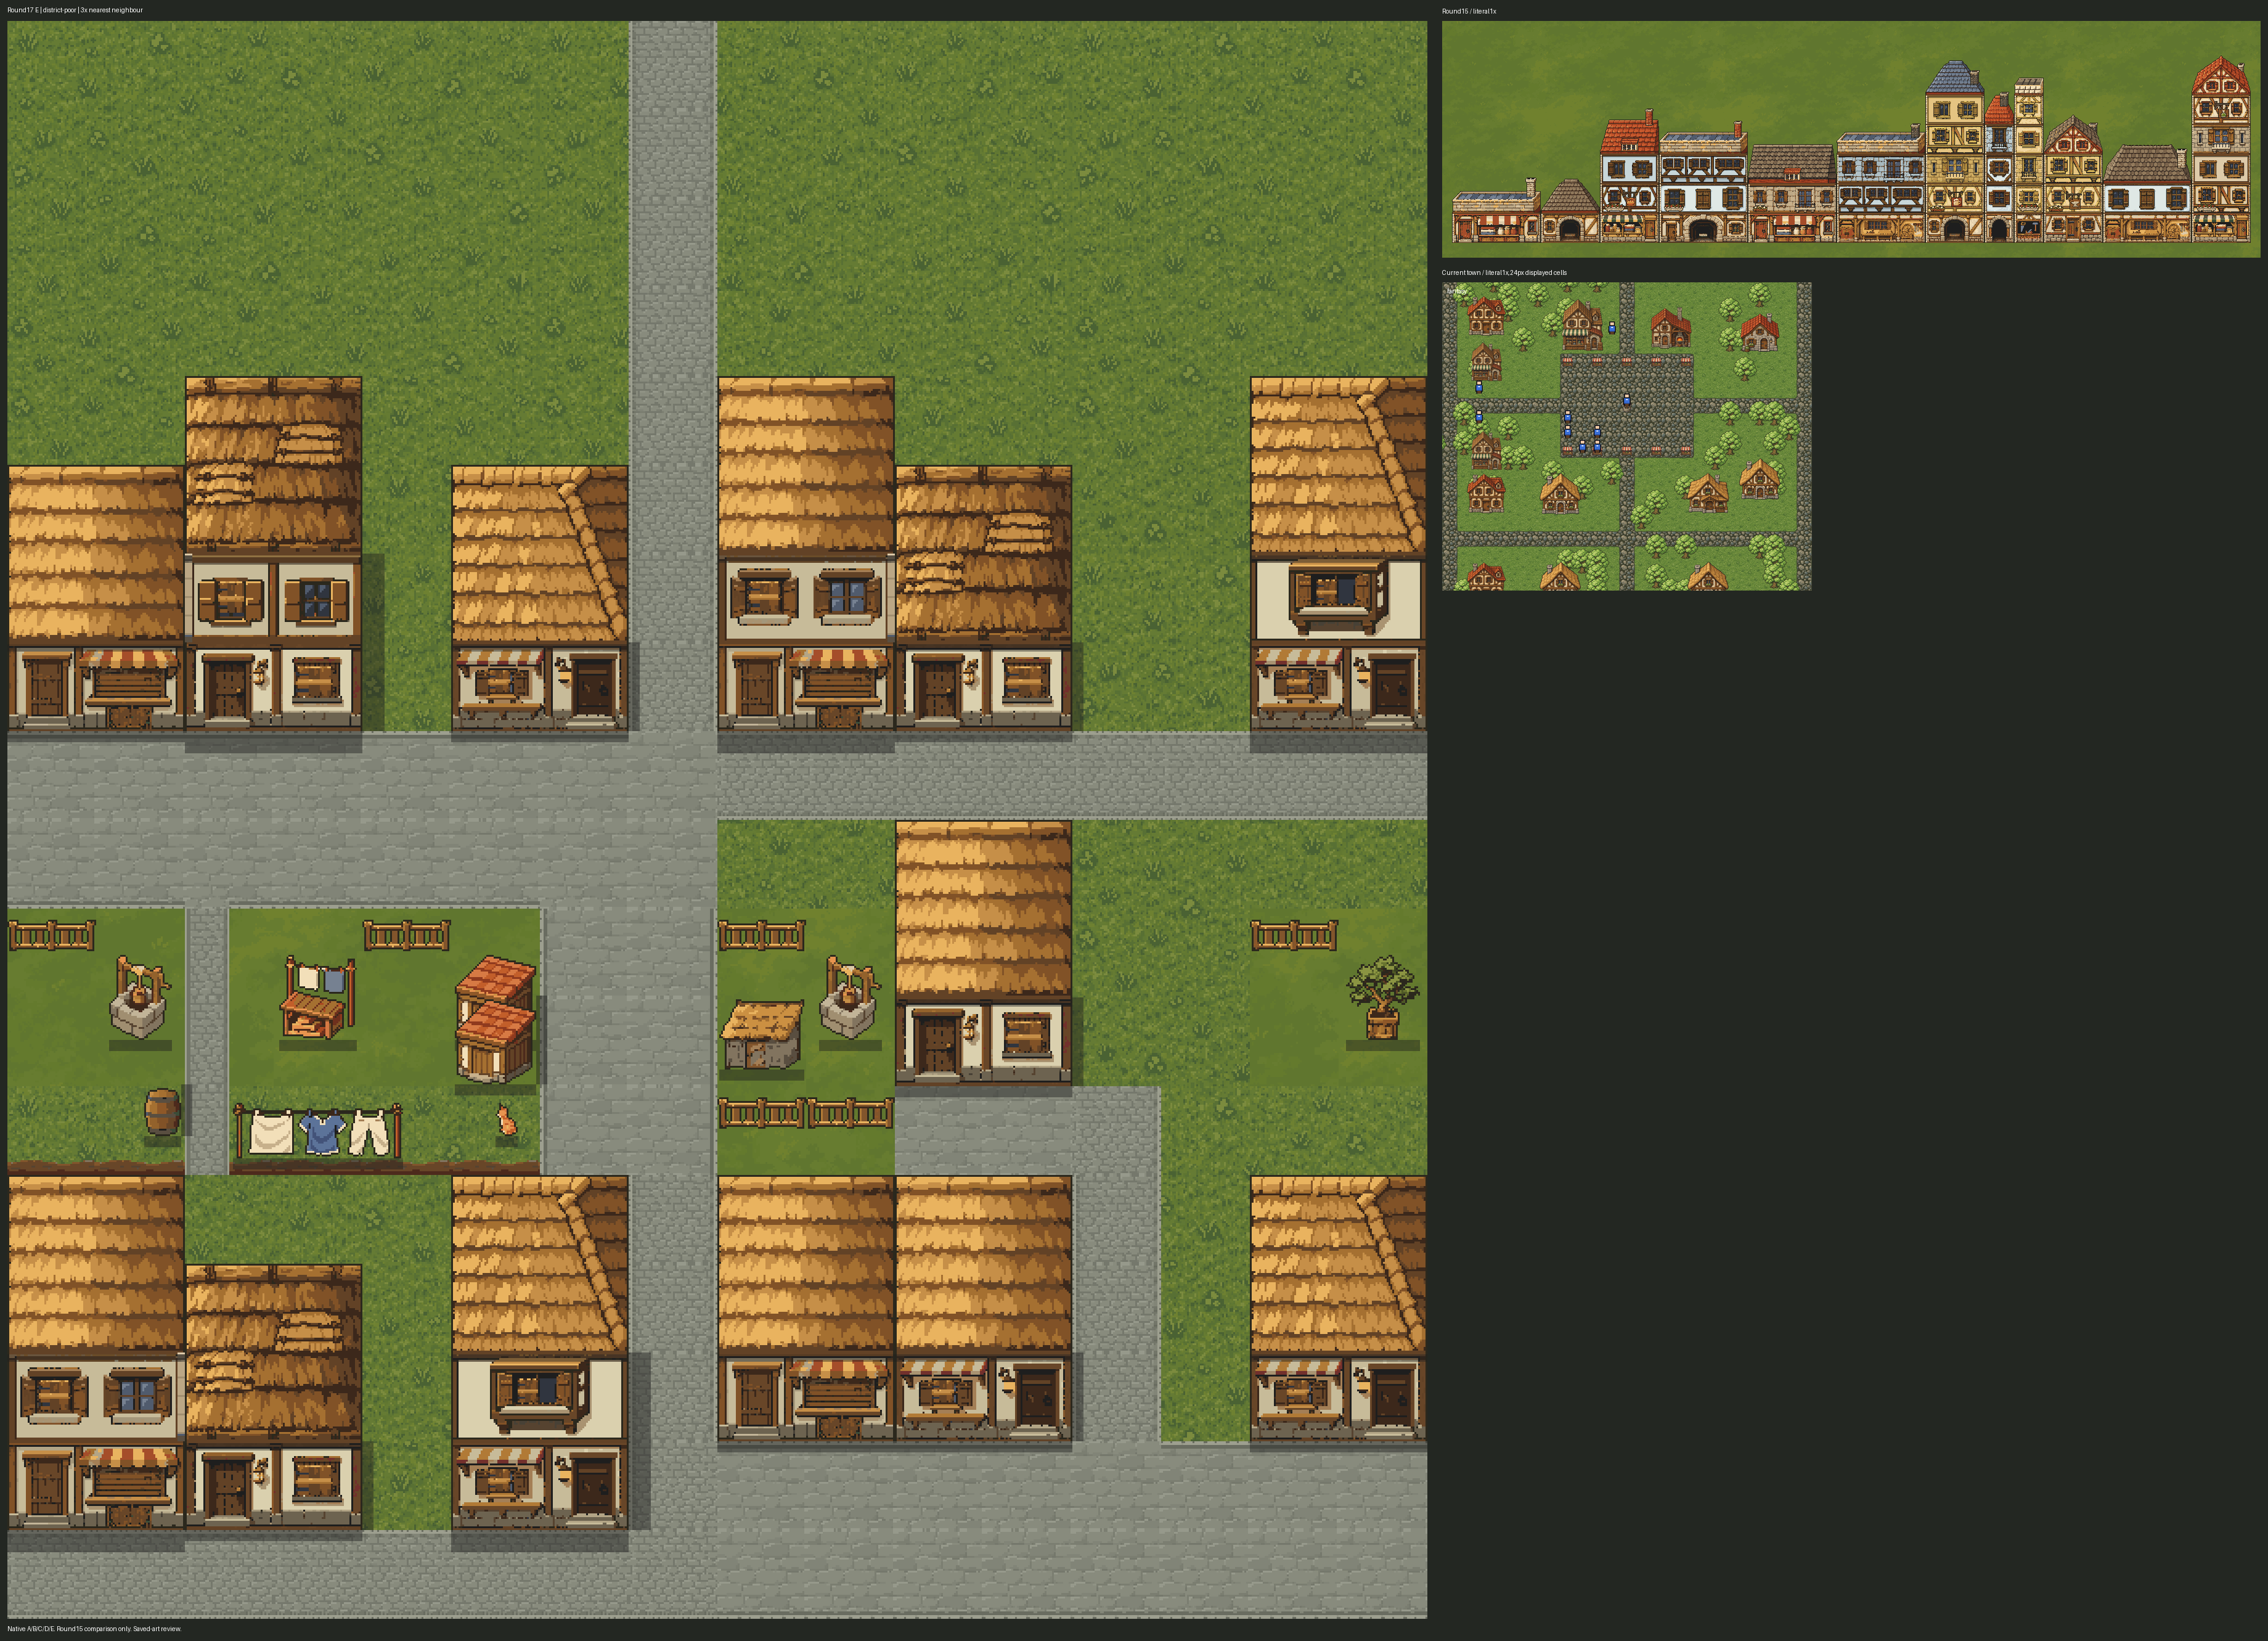 Round17 E | district-poor | 3x nearest neighbour
Round15 / literal1x
Current town / literal1x,24px displayed cells
Native A/B/C/D/E. Round15 comparison only. Saved-art review.